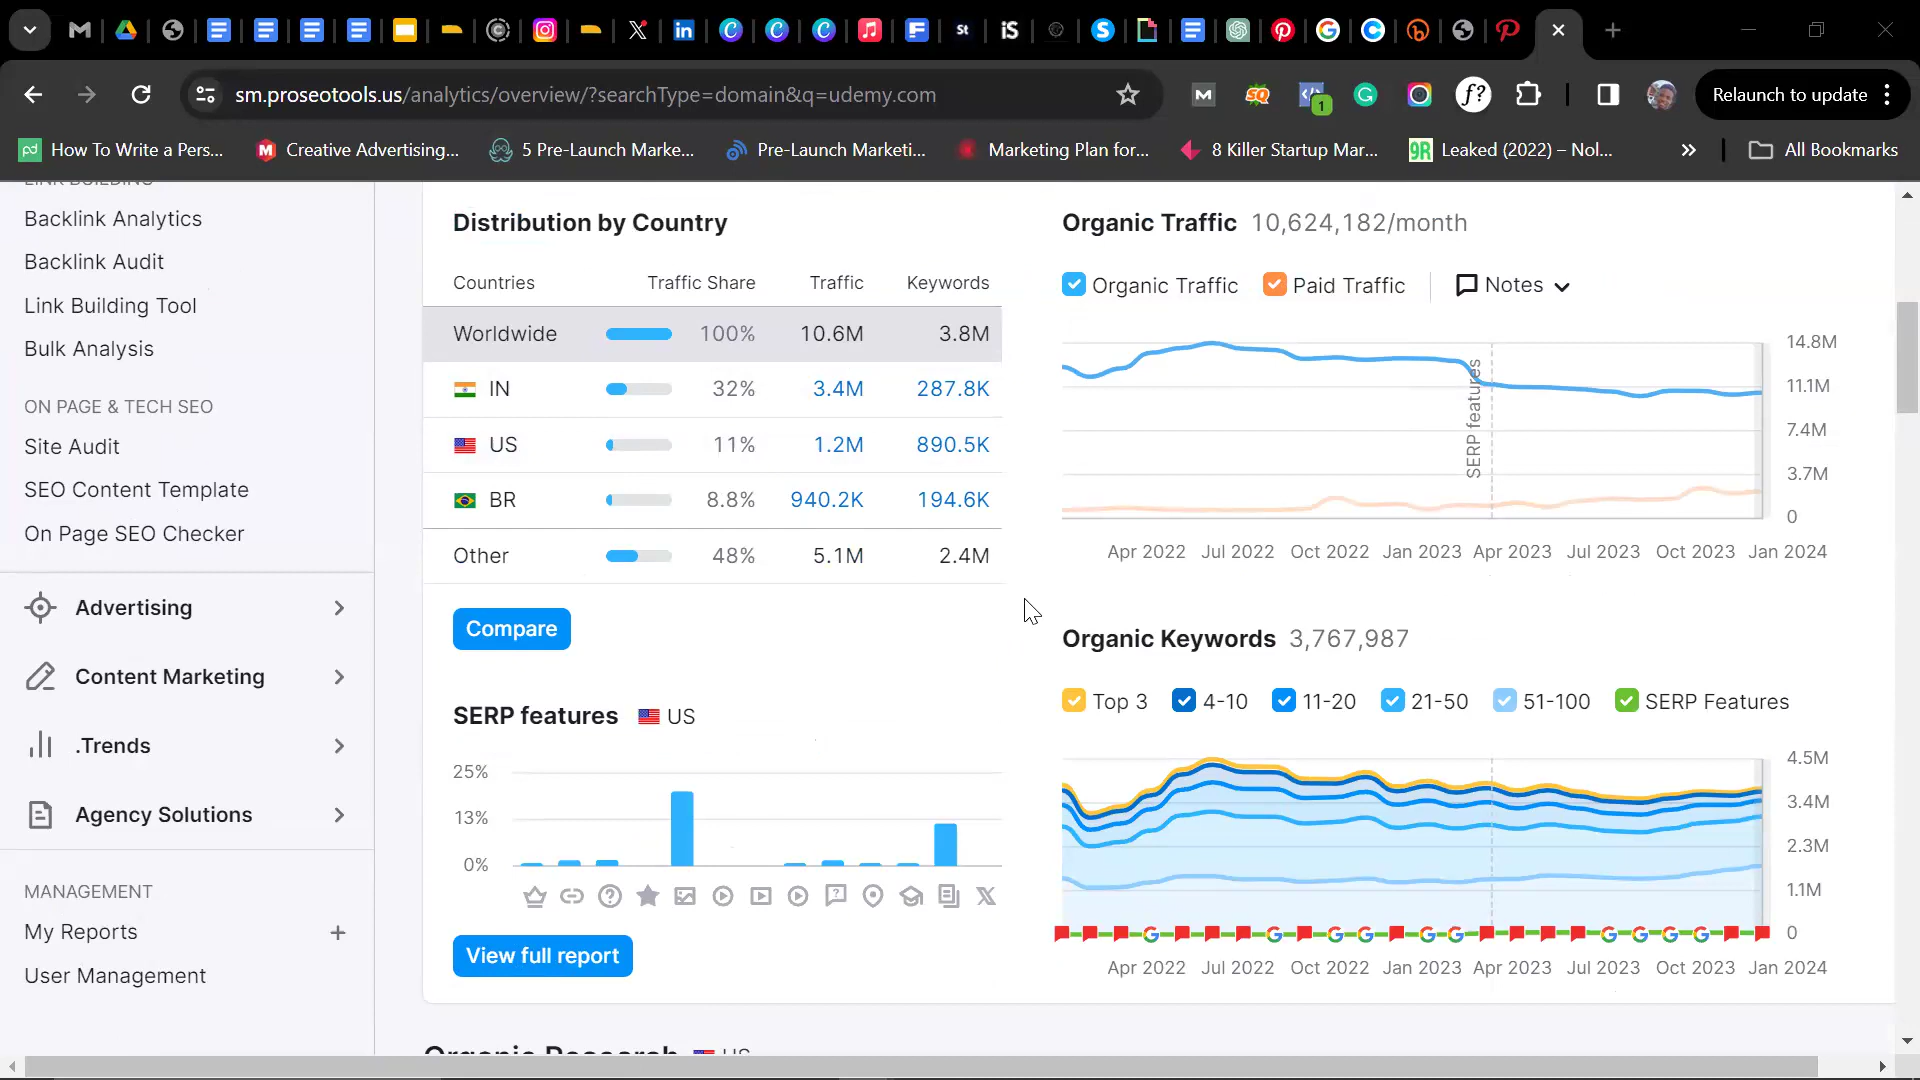 sm.proseotools.us/analytics/overview/?searchType=domain&q=udemy.com
Relaunch to update
How To Write a Pers...
Creative Advertising...
5 Pre-Launch Marke...
Pre-Launch Marketi...
Marketing Plan for...
8 Killer Startup Mar...
Leaked (2022) – Nol...
All Bookmarks
LINK BUILDING
Backlink Analytics
Backlink Audit
Link Building Tool
Bulk Analysis
ON PAGE & TECH SEO
Site Audit
SEO Content Template
On Page SEO Checker
Advertising
Content Marketing
.Trends
Agency Solutions
MANAGEMENT
My Reports
User Management
Distribution by Country
Countries Traffic Share Traffic Keywords
Worldwide 100% 10.6M 3.8M
IN 32% 3.4M 287.8K
US 11% 1.2M 890.5K
BR 8.8% 940.2K 194.6K
Other 48% 5.1M 2.4M
Compare
SERP features US
25%
13%
0%
View full report
Organic Research US
Organic Traffic 10,624,182/month
Organic Traffic Paid Traffic Notes
14.8M
11.1M
7.4M
3.7M
0
SERP features
Apr 2022 Jul 2022 Oct 2022 Jan 2023 Apr 2023 Jul 2023 Oct 2023 Jan 2024
Organic Keywords 3,767,987
Top 3 4-10 11-20 21-50 51-100 SERP Features
4.5M
3.4M
2.3M
1.1M
0
Apr 2022 Jul 2022 Oct 2022 Jan 2023 Apr 2023 Jul 2023 Oct 2023 Jan 2024